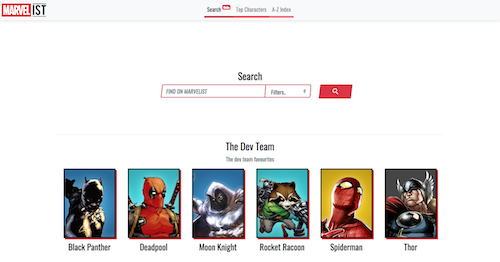 MARVELIST
Search Top Characters A-Z Index
Search
FIND ON MARVELIST Filters..
The Dev Team
The dev team favourites
Black Panther Deadpool Moon Knight Rocket Racoon Spiderman Thor